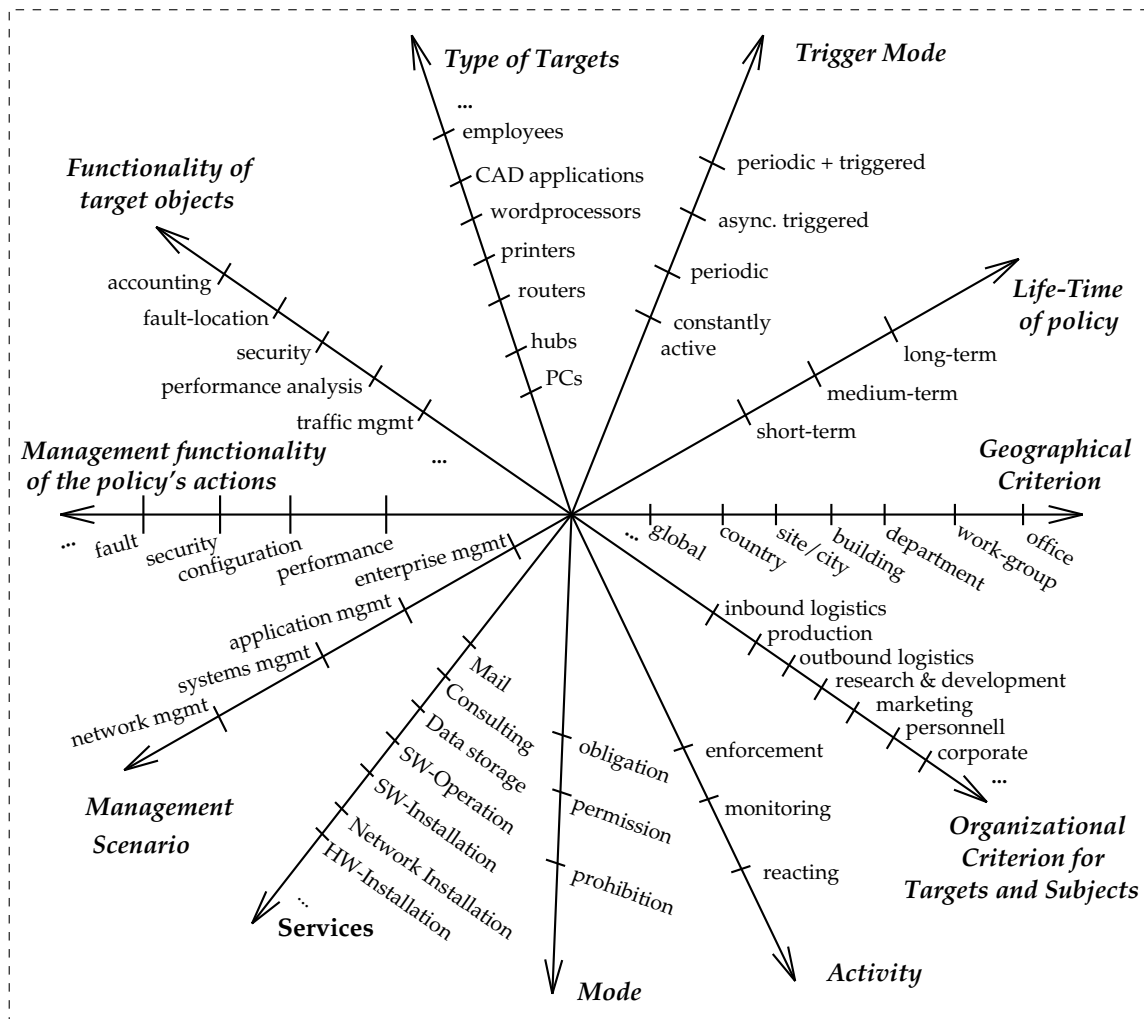 Type of Targets
...
employees
CAD applications
wordprocessors
printers
routers
hubs
PCs
Trigger Mode
periodic + triggered
async. triggered
periodic
constantly
active
Life-Time
of policy
long-term
medium-term
short-term
Functionality of
target objects
accounting
fault-location
security
performance analysis
traffic mgmt
...
Management functionality
of the policy's actions
...
fault
security
configuration
performance
Geographical
Criterion
...
global
country
site/city
building
department
work-group
office
enterprise mgmt
application mgmt
systems mgmt
network mgmt
Management
Scenario
Mail
Consulting
Data storage
SW-Operation
SW-Installation
Network Installation
HW-Installation
...
Services
obligation
permission
prohibition
Mode
enforcement
monitoring
reacting
Activity
inbound logistics
production
outbound logistics
research & development
marketing
personnell
corporate
...
Organizational
Criterion for
Targets and Subjects